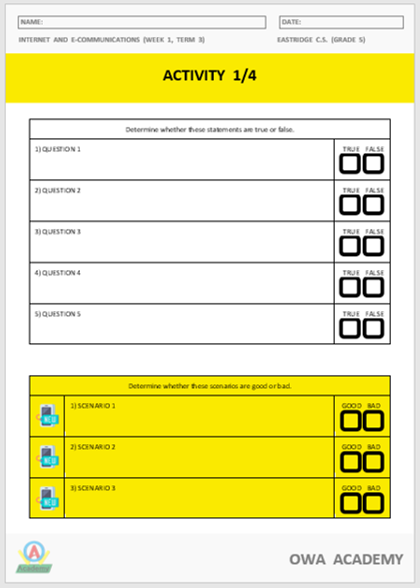 NAME:
DATE:
INTERNET AND E-COMMUNICATIONS (WEEK 1, TERM 3)
EASTRIDGE C.S. (GRADE 5)
ACTIVITY 1/4
Determine whether these statements are true or false.
1) QUESTION 1
TRUE FALSE
2) QUESTION 2
TRUE FALSE
3) QUESTION 3
TRUE FALSE
4) QUESTION 4
TRUE FALSE
5) QUESTION 5
TRUE FALSE
Determine whether these scenarios are good or bad.
1) SCENARIO 1
GOOD BAD
2) SCENARIO 2
GOOD BAD
3) SCENARIO 3
GOOD BAD
A
Academy
OWA ACADEMY